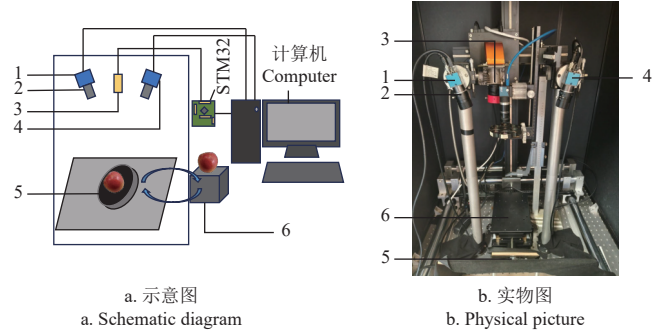 计算机
Computer
STM32
1
2
3
4
5
6
a. 示意图
a. Schematic diagram
3
1
2
4
6
5
b. 实物图
b. Physical picture